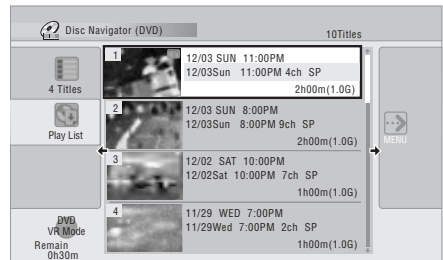 Disc Navigator (DVD)
10Titles
4 Titles
Play List
DVD
VR Mode
Remain
0h30m
1
12/03 SUN 11:00PM
12/03Sun 11:00PM 4ch SP
2h00m(1.0G)
2
12/03 SUN 8:00PM
12/03Sun 8:00PM 9ch SP
2h00m(1.0G)
3
12/02 SAT 10:00PM
12/02Sat 10:00PM 7ch SP
1h00m(1.0G)
4
11/29 WED 7:00PM
11/29Wed 7:00PM 2ch SP
1h00m(1.0G)
MENU